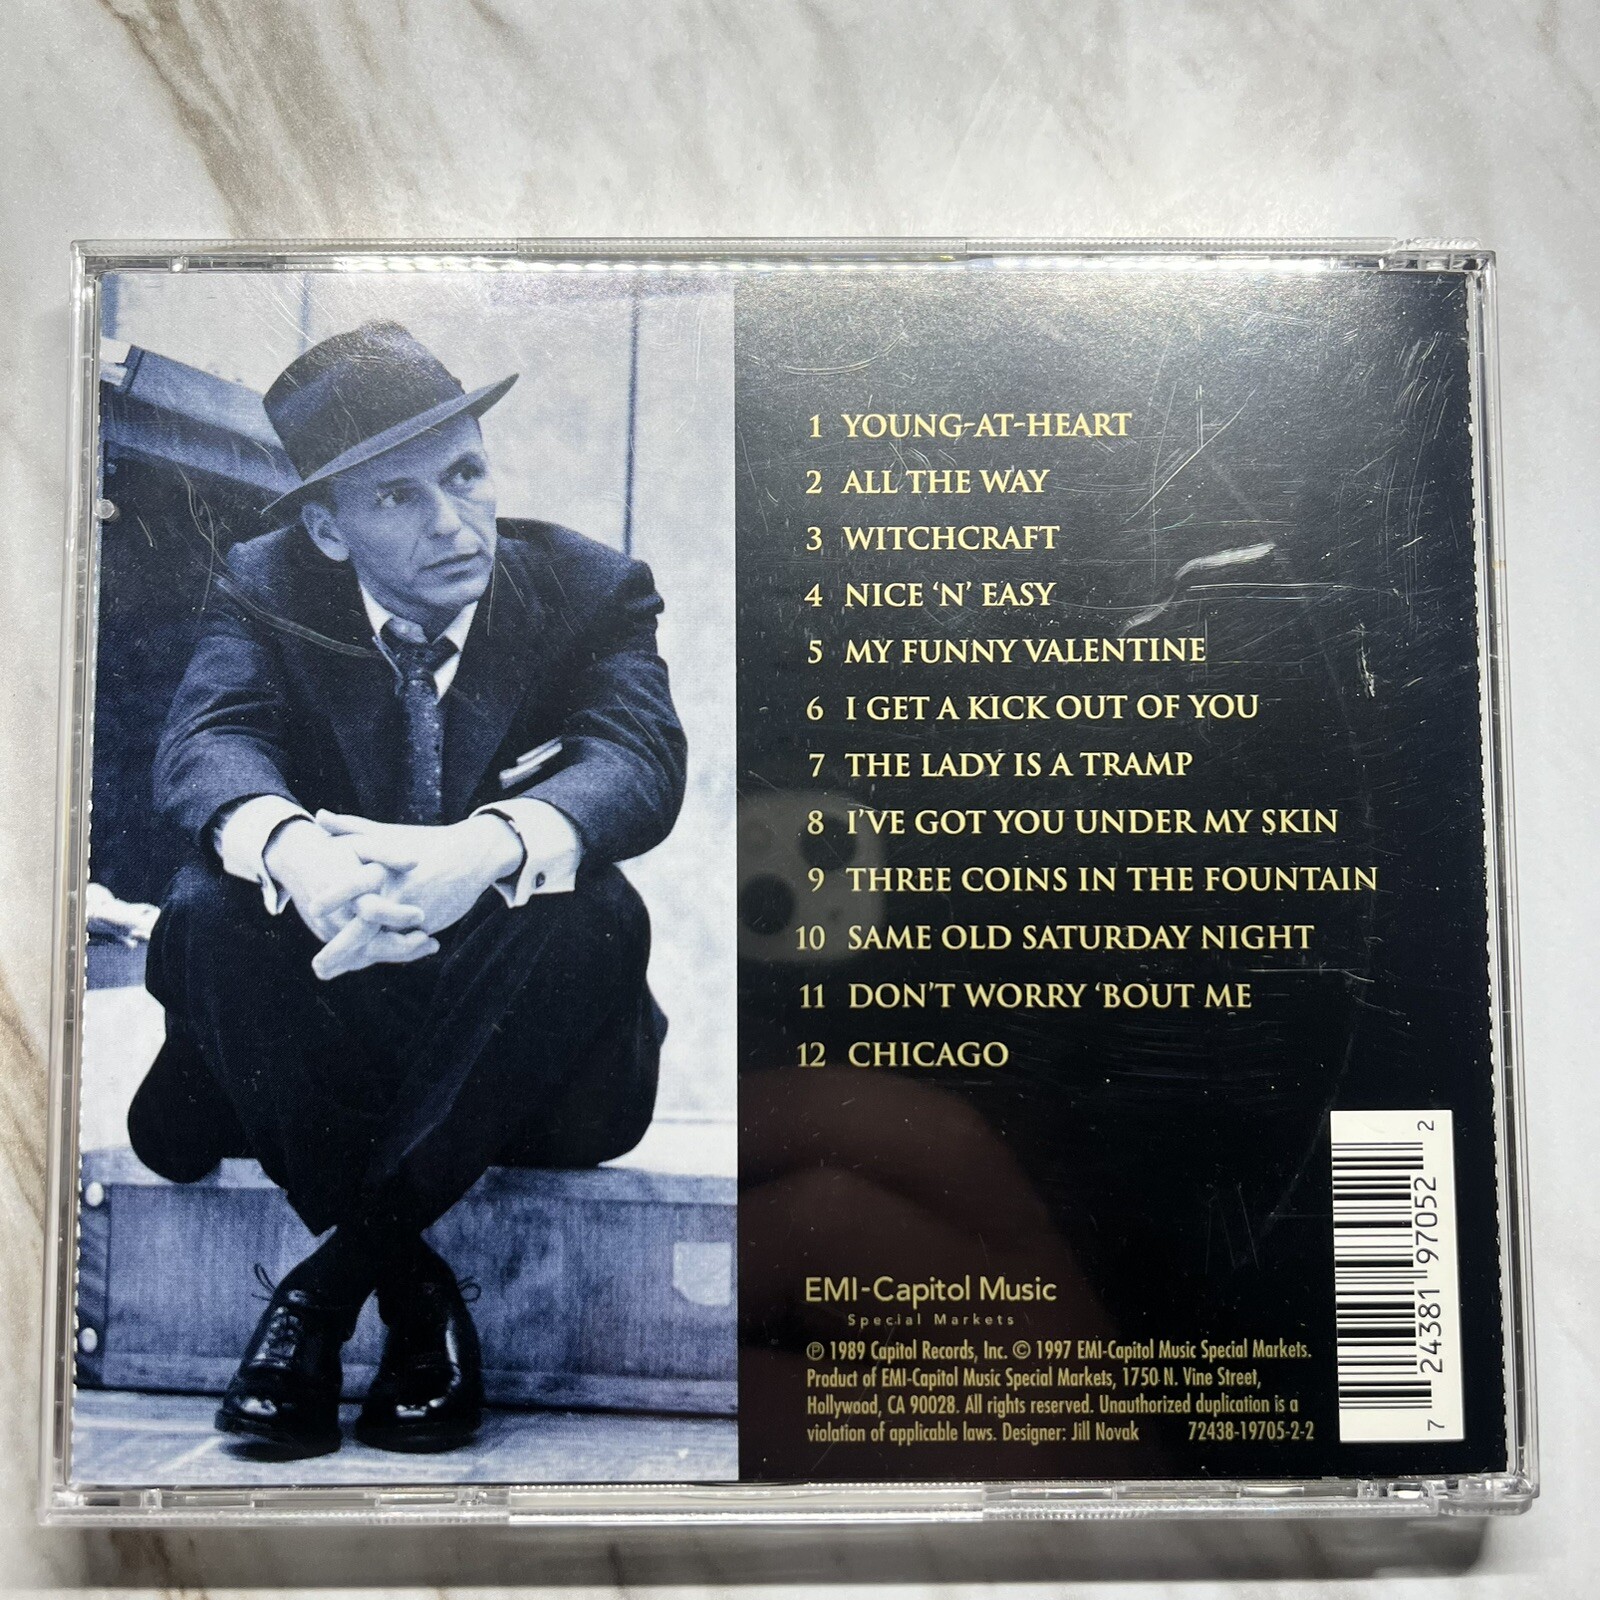 1 YOUNG-AT-HEART
2 ALL THE WAY
3 WITCHCRAFT
4 NICE ‘N’ EASY
5 MY FUNNY VALENTINE
6 I GET A KICK OUT OF YOU
7 THE LADY IS A TRAMP
8 I’VE GOT YOU UNDER MY SKIN
9 THREE COINS IN THE FOUNTAIN
10 SAME OLD SATURDAY NIGHT
11 DON’T WORRY ‘BOUT ME
12 CHICAGO
EMI-Capitol Music
Special Markets
℗ 1989 Capitol Records, Inc. © 1997 EMI-Capitol Music Special Markets.
Product of EMI-Capitol Music Special Markets, 1750 N. Vine Street,
Hollywood, CA 90028. All rights reserved. Unauthorized duplication is a
violation of applicable laws. Designer: Jill Novak 72438-19705-2-2
7 24381 97052 2